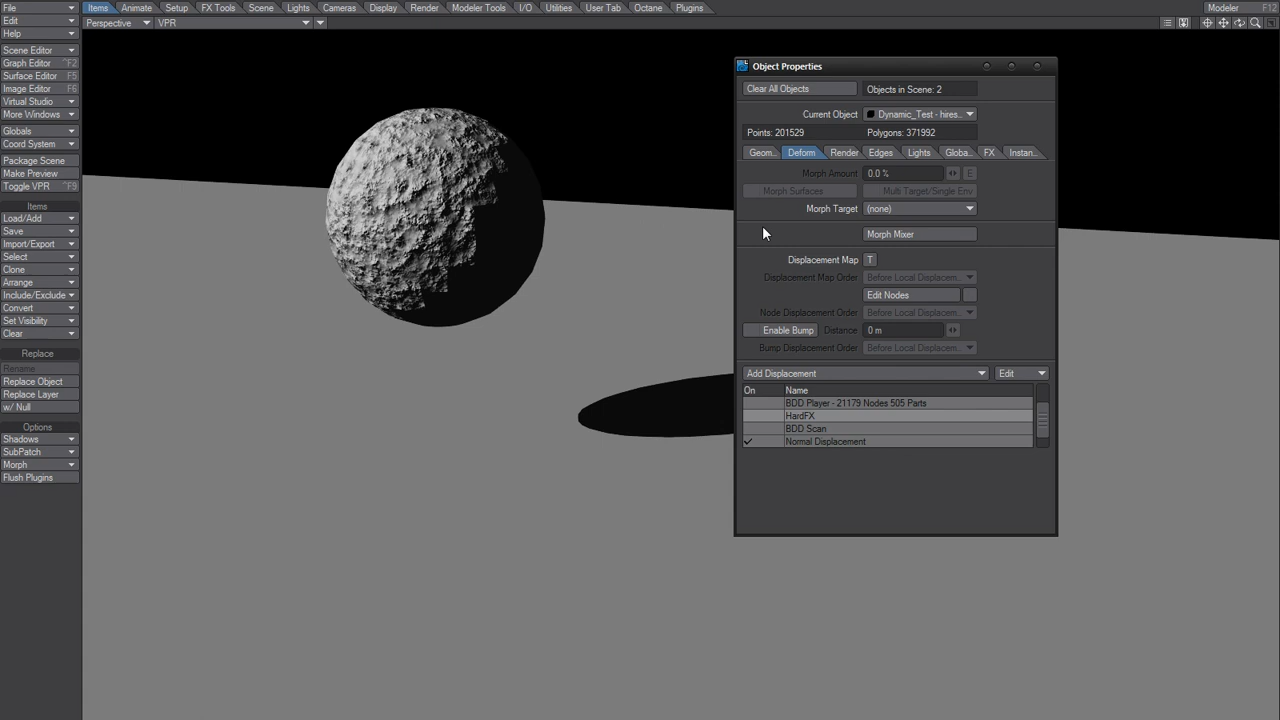 File Items Animate Setup FX Tools Scene Lights Cameras Display Render Modeler Tools I/O Utilities User Tab Octane Plugins Modeler F12
Edit Perspective VPR
Help
Scene Editor
Graph Editor ^F2
Surface Editor F5
Image Editor F6
Virtual Studio
More Windows
Globals
Coord System
Package Scene
Make Preview
Toggle VPR ^F9
Items
Load/Add
Save
Import/Export
Select
Clone
Arrange
Include/Exclude
Convert
Set Visibility
Clear
Replace
Rename
Replace Object
Replace Layer
w/ Null
Options
Shadows
SubPatch
Morph
Flush Plugins
Object Properties
Clear All Objects Objects in Scene: 2
Current Object Dynamic_Test - hires..
Points: 201529 Polygons: 371992
Geom.. Deform Render Edges Lights Globa.. FX Instan..
Morph Amount 0.0 % E
Morph Surfaces Multi Target/Single Env
Morph Target (none)
Morph Mixer
Displacement Map T
Displacement Map Order Before Local Displacem..
Edit Nodes
Node Displacement Order Before Local Displacem..
Enable Bump Distance 0 m
Bump Displacement Order Before Local Displacem..
Add Displacement Edit
On Name
BDD Player - 21179 Nodes 505 Parts
HardFX
BDD Scan
Normal Displacement